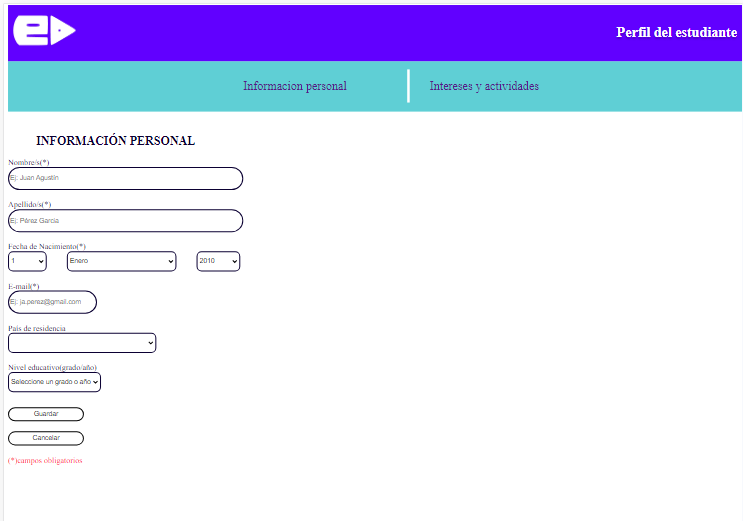 Perfil del estudiante
Informacion personal
Intereses y actividades
INFORMACIÓN PERSONAL
Nombre/s(*)
Ej: Juan Agustín
Apellido/s(*)
Ej: Pérez García
Fecha de Nacimiento(*)
1 Enero 2010
E-mail(*)
Ej: ja.perez@gmail.com
País de residencia
Nivel educativo(grado/año)
Seleccione un grado o año
Guardar
Cancelar
(*)campos obligatorios